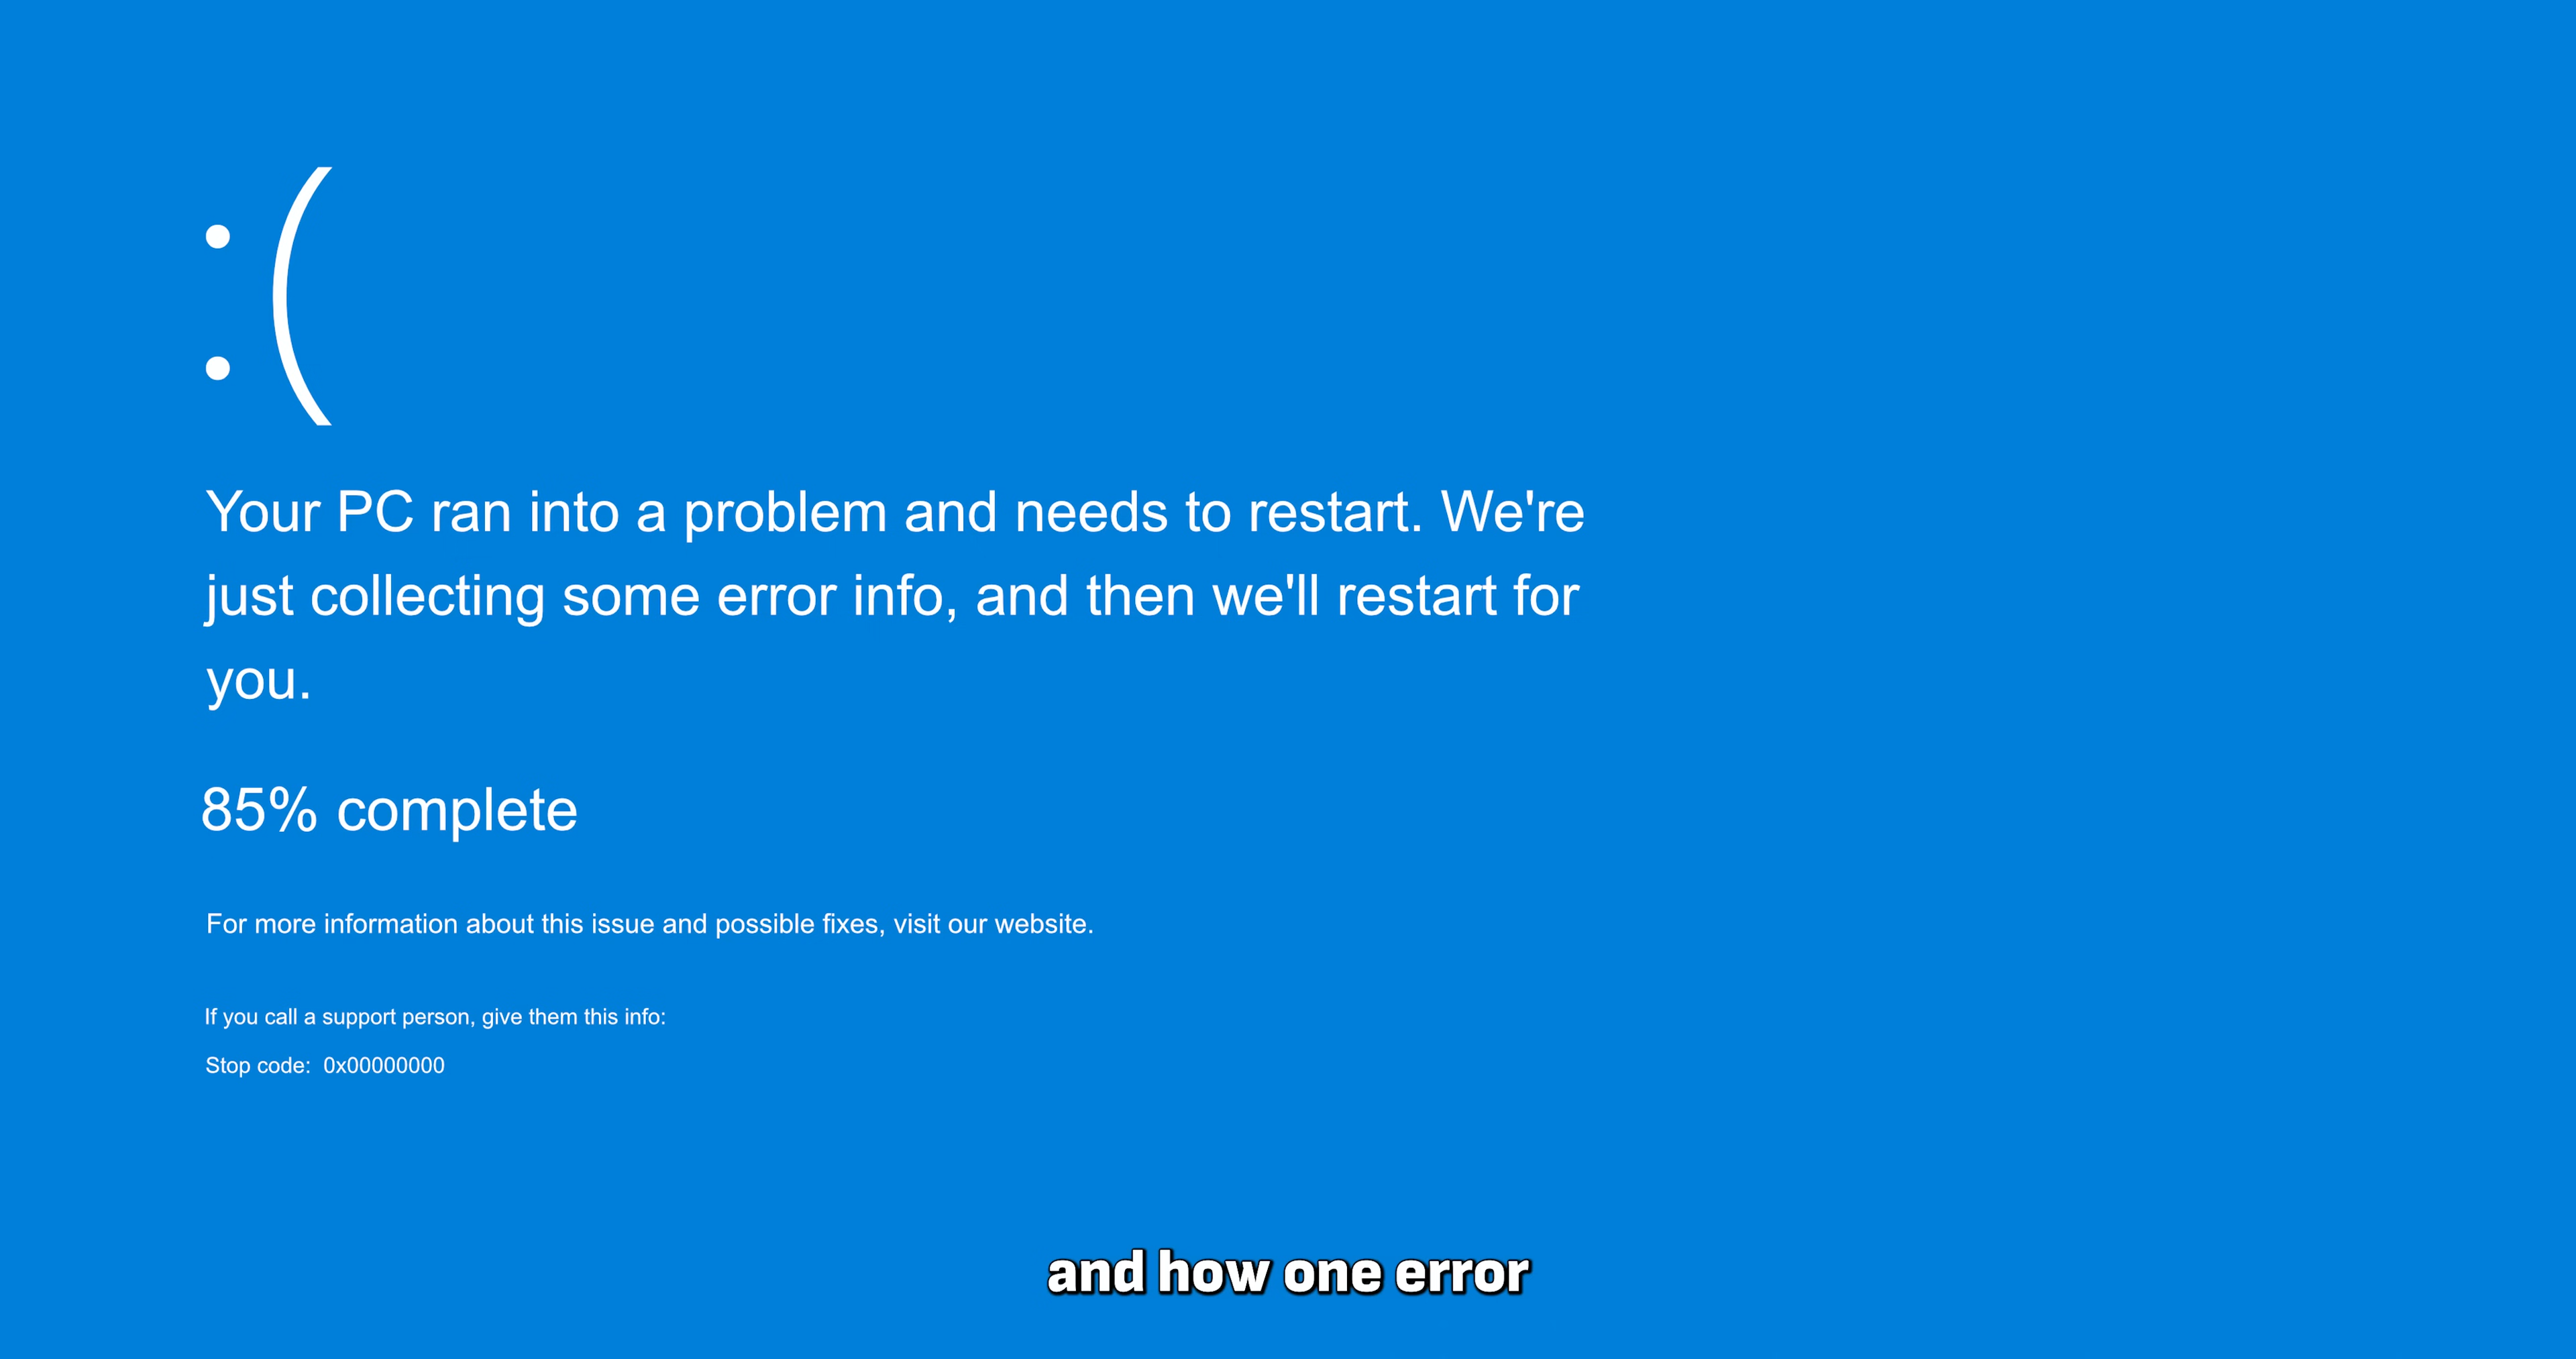 :(
Your PC ran into a problem and needs to restart. We're
just collecting some error info, and then we'll restart for
you.
85% complete
For more information about this issue and possible fixes, visit our website.
If you call a support person, give them this info:
Stop code: 0x00000000
and how one error